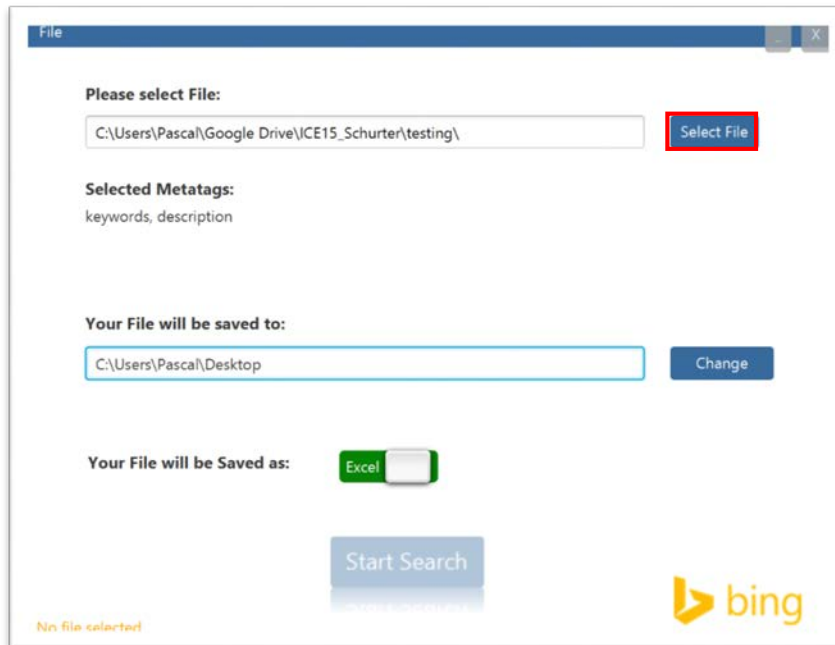 File
_ X
Please select File:
C:\Users\Pascal\Google Drive\ICE15_Schurter\testing\
Select File
Selected Metatags:
keywords, description
Your File will be saved to:
C:\Users\Pascal\Desktop
Change
Your File will be Saved as:
Excel
Start Search
bing
No file selected